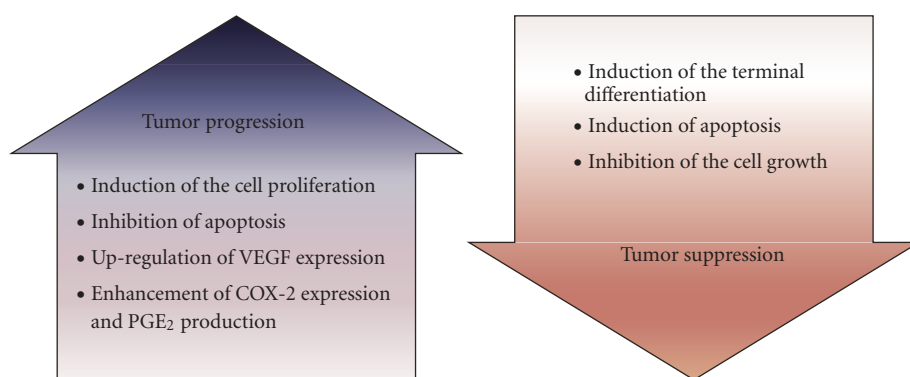 Tumor progression
• Induction of the cell proliferation
• Inhibition of apoptosis
• Up-regulation of VEGF expression
• Enhancement of COX-2 expression
and PGE₂ production
• Induction of the terminal
differentiation
• Induction of apoptosis
• Inhibition of the cell growth
Tumor suppression